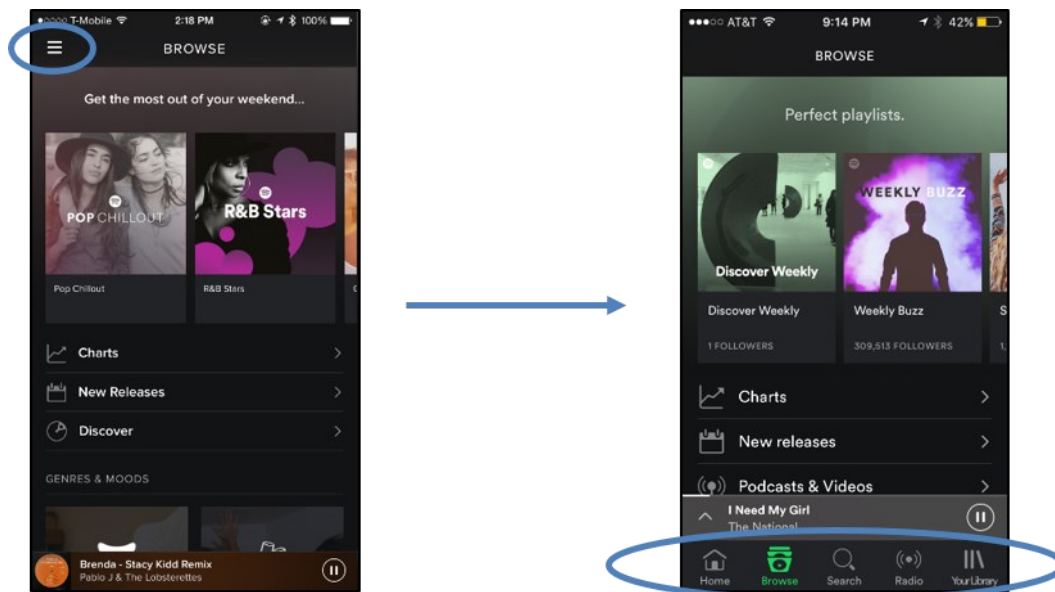 T-Mobile 2:18 PM 100%
BROWSE
Get the most out of your weekend...
POP CHILLOUT
R&B Stars
Pop Chillout
R&B Stars
Charts
New Releases
Discover
GENRES & MOODS
Brenda - Stacy Kidd Remix
Pablo J & The Lobsterettes
AT&T 9:14 PM 42%
BROWSE
Perfect playlists.
Discover Weekly
WEEKLY BUZZ
Discover Weekly
Weekly Buzz
S
1 FOLLOWERS
309,513 FOLLOWERS
1,
Charts
New releases
Podcasts & Videos
I Need My Girl
The National
Home Browse Search Radio Your Library